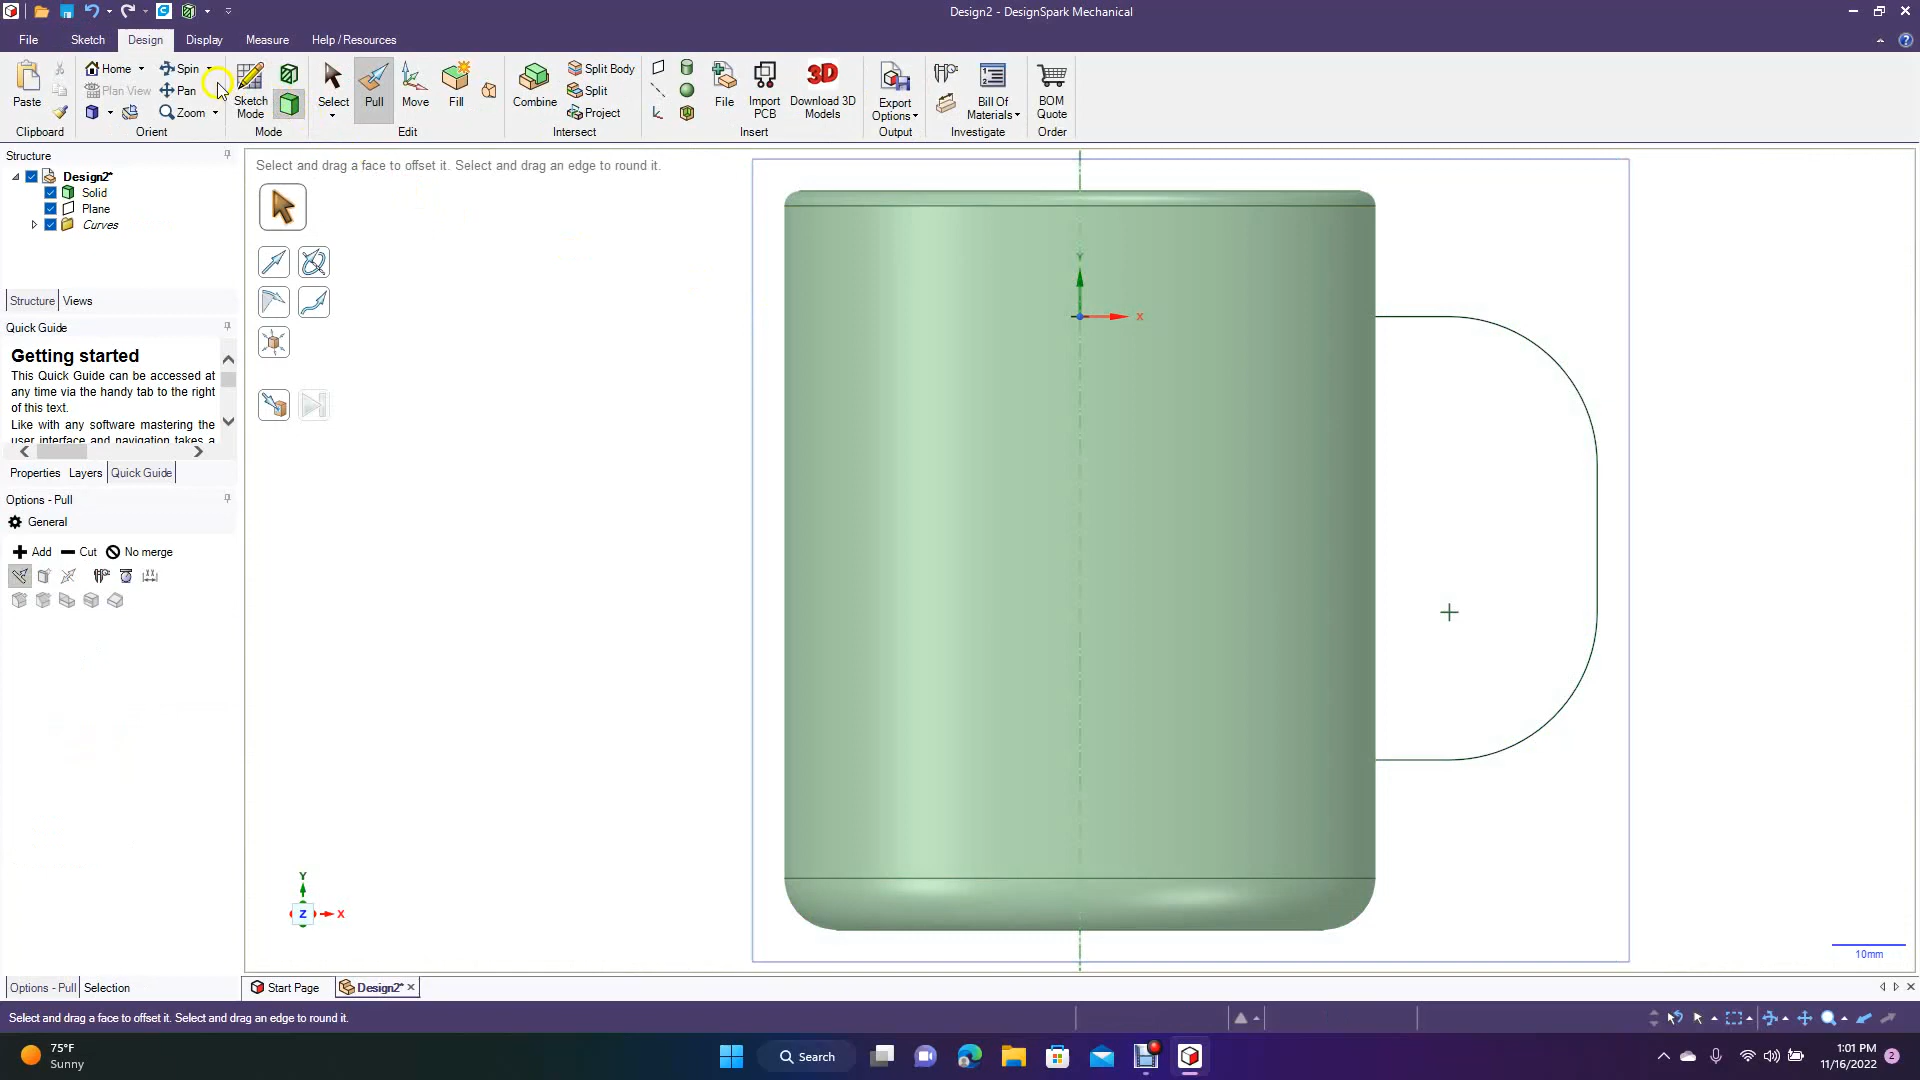 Design2 - DesignSpark Mechanical
File Sketch Design Display Measure Help / Resources
Paste
Home Spin
Plan View Pan
Zoom
Sketch Mode
Select Pull Move Fill
Combine
Split Body
Split
Project
File
Import PCB
Download 3D Models
3D
Export Options
Bill Of Materials
BOM Quote
Clipboard Orient Mode Edit Intersect Insert Output Investigate Order
Structure
Design2*
Solid
Plane
Curves
Structure Views
Quick Guide
Getting started
This Quick Guide can be accessed at
any time via the handy tab to the right
of this text.
Like with any software mastering the
user interface and navigation takes a
Properties Layers Quick Guide
Options - Pull
General
Add Cut No merge
Select and drag a face to offset it. Select and drag an edge to round it.
Y
X
Y
Z X
10mm
Options - Pull Selection
Start Page Design2*
Select and drag a face to offset it. Select and drag an edge to round it.
75°F
Sunny
Search
1:01 PM
11/16/2022
2